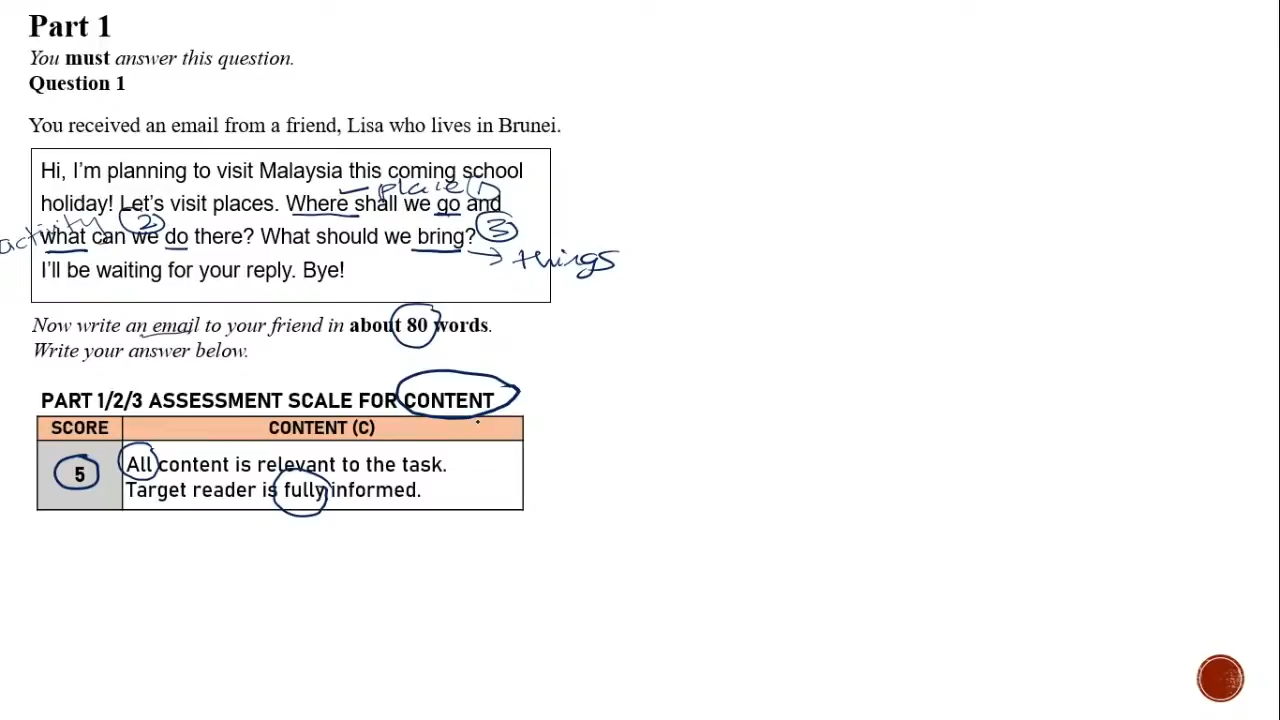 Part 1
You must answer this question.
Question 1
You received an email from a friend, Lisa who lives in Brunei.
Hi, I'm planning to visit Malaysia this coming school
place 1
holiday! Let's visit places. Where shall we go and
activity 2 3
what can we do there? What should we bring?
things
I'll be waiting for your reply. Bye!
Now write an email to your friend in about 80 words.
Write your answer below.
PART 1/2/3 ASSESSMENT SCALE FOR CONTENT
SCORE CONTENT (C)
5 All content is relevant to the task.
Target reader is fully informed.